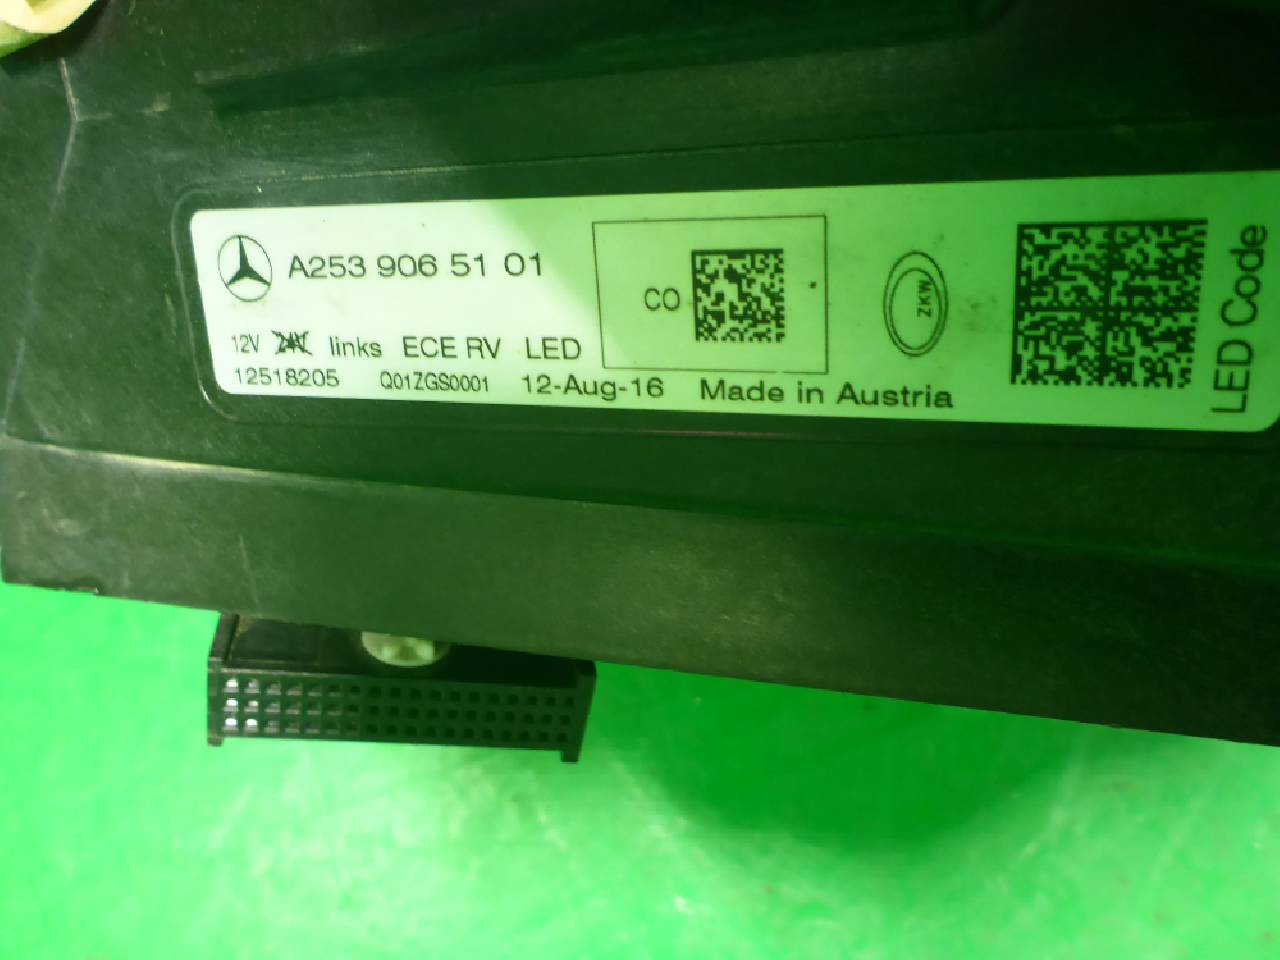 A253 906 51 01
CO
ZKW
12V 24V links ECE RV LED
12518205 Q01ZGS0001 12-Aug-16 Made in Austria
LED Code